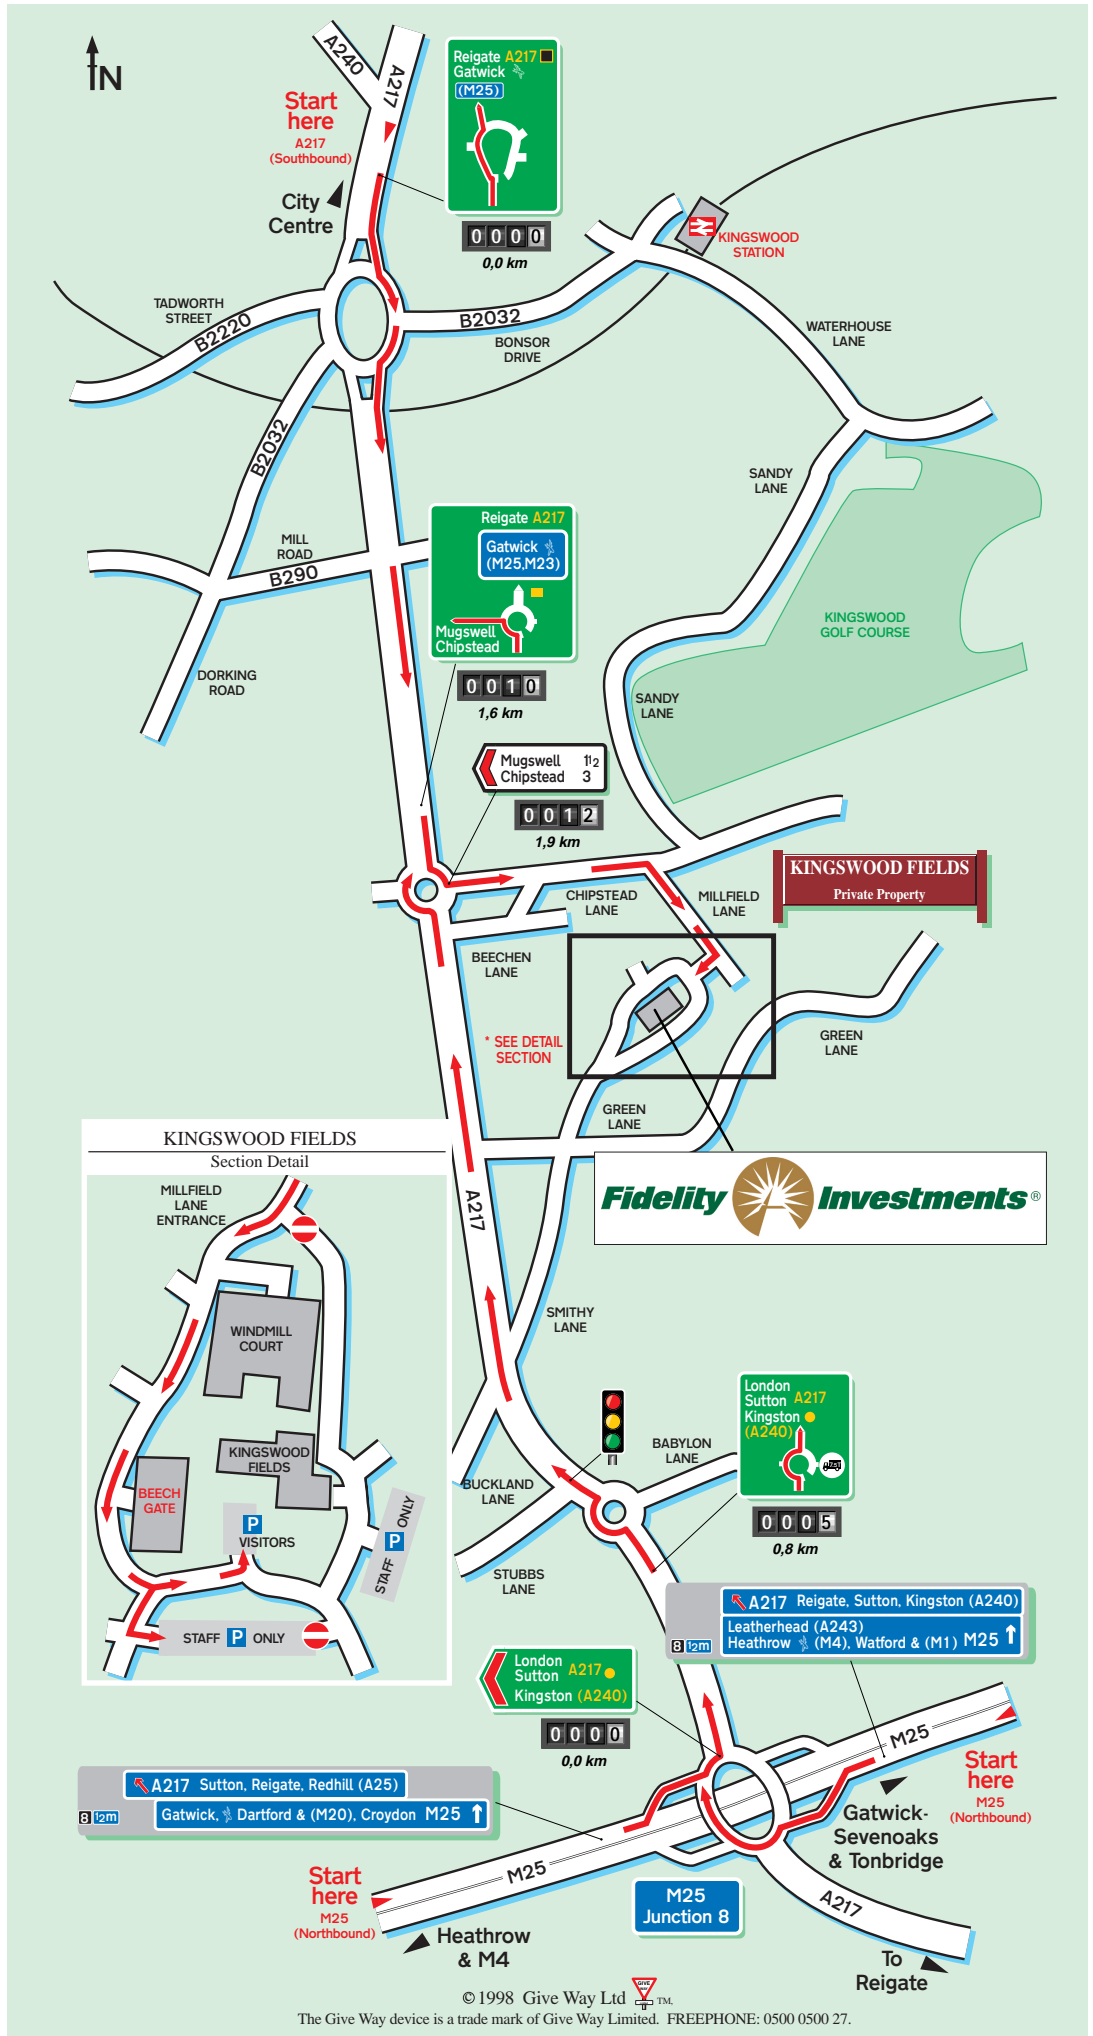 N
A240
A217
Start
here
A217
(Southbound)
City
Centre
Reigate A217
Gatwick
(M25)
0 0 0 0
0,0 km
KINGSWOOD
STATION
TADWORTH
STREET
B2220
B2032
BONSOR
DRIVE
WATERHOUSE
LANE
B2032
SANDY
LANE
MILL
ROAD
B290
Reigate A217
Gatwick
(M25,M23)
Mugswell
Chipstead
0 0 1 0
1,6 km
KINGSWOOD
GOLF COURSE
DORKING
ROAD
SANDY
LANE
Mugswell 1 1 2
Chipstead 3
0 0 1 2
1,9 km
KINGSWOOD FIELDS
Private Property
CHIPSTEAD
LANE
MILLFIELD
LANE
BEECHEN
LANE
* SEE DETAIL
SECTION
GREEN
LANE
GREEN
LANE
KINGSWOOD FIELDS
Section Detail
MILLFIELD
LANE
ENTRANCE
WINDMILL
COURT
KINGSWOOD
FIELDS
BEECH
GATE
P
VISITORS
STAFF P ONLY
STAFF P ONLY
A217
Fidelity Investments®
SMITHY
LANE
London
Sutton A217
Kingston
(A240)
BABYLON
LANE
BUCKLAND
LANE
0 0 0 5
0,8 km
STUBBS
LANE
A217 Reigate, Sutton, Kingston (A240)
Leatherhead (A243)
Heathrow (M4), Watford & (M1) M25
8 12m
London
Sutton A217
Kingston (A240)
0 0 0 0
0,0 km
M25
Start
here
M25
(Northbound)
A217 Sutton, Reigate, Redhill (A25)
Gatwick, Dartford & (M20), Croydon M25
8 12m
Gatwick-
Sevenoaks
& Tonbridge
Start
here
M25
(Northbound)
M25
M25
Junction 8
A217
Heathrow
& M4
To
Reigate
© 1998 Give Way Ltd GIVE WAY TM.
The Give Way device is a trade mark of Give Way Limited. FREEPHONE: 0500 0500 27.